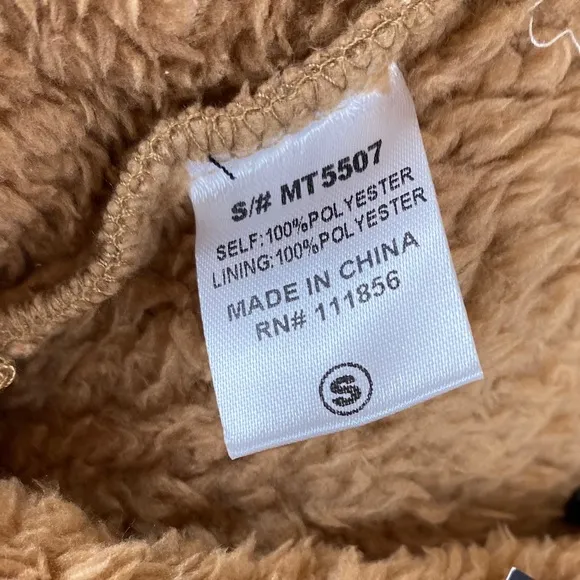 S/# MT5507
SELF:100%POLYESTER
LINING:100%POLYESTER
MADE IN CHINA
RN# 111856
S